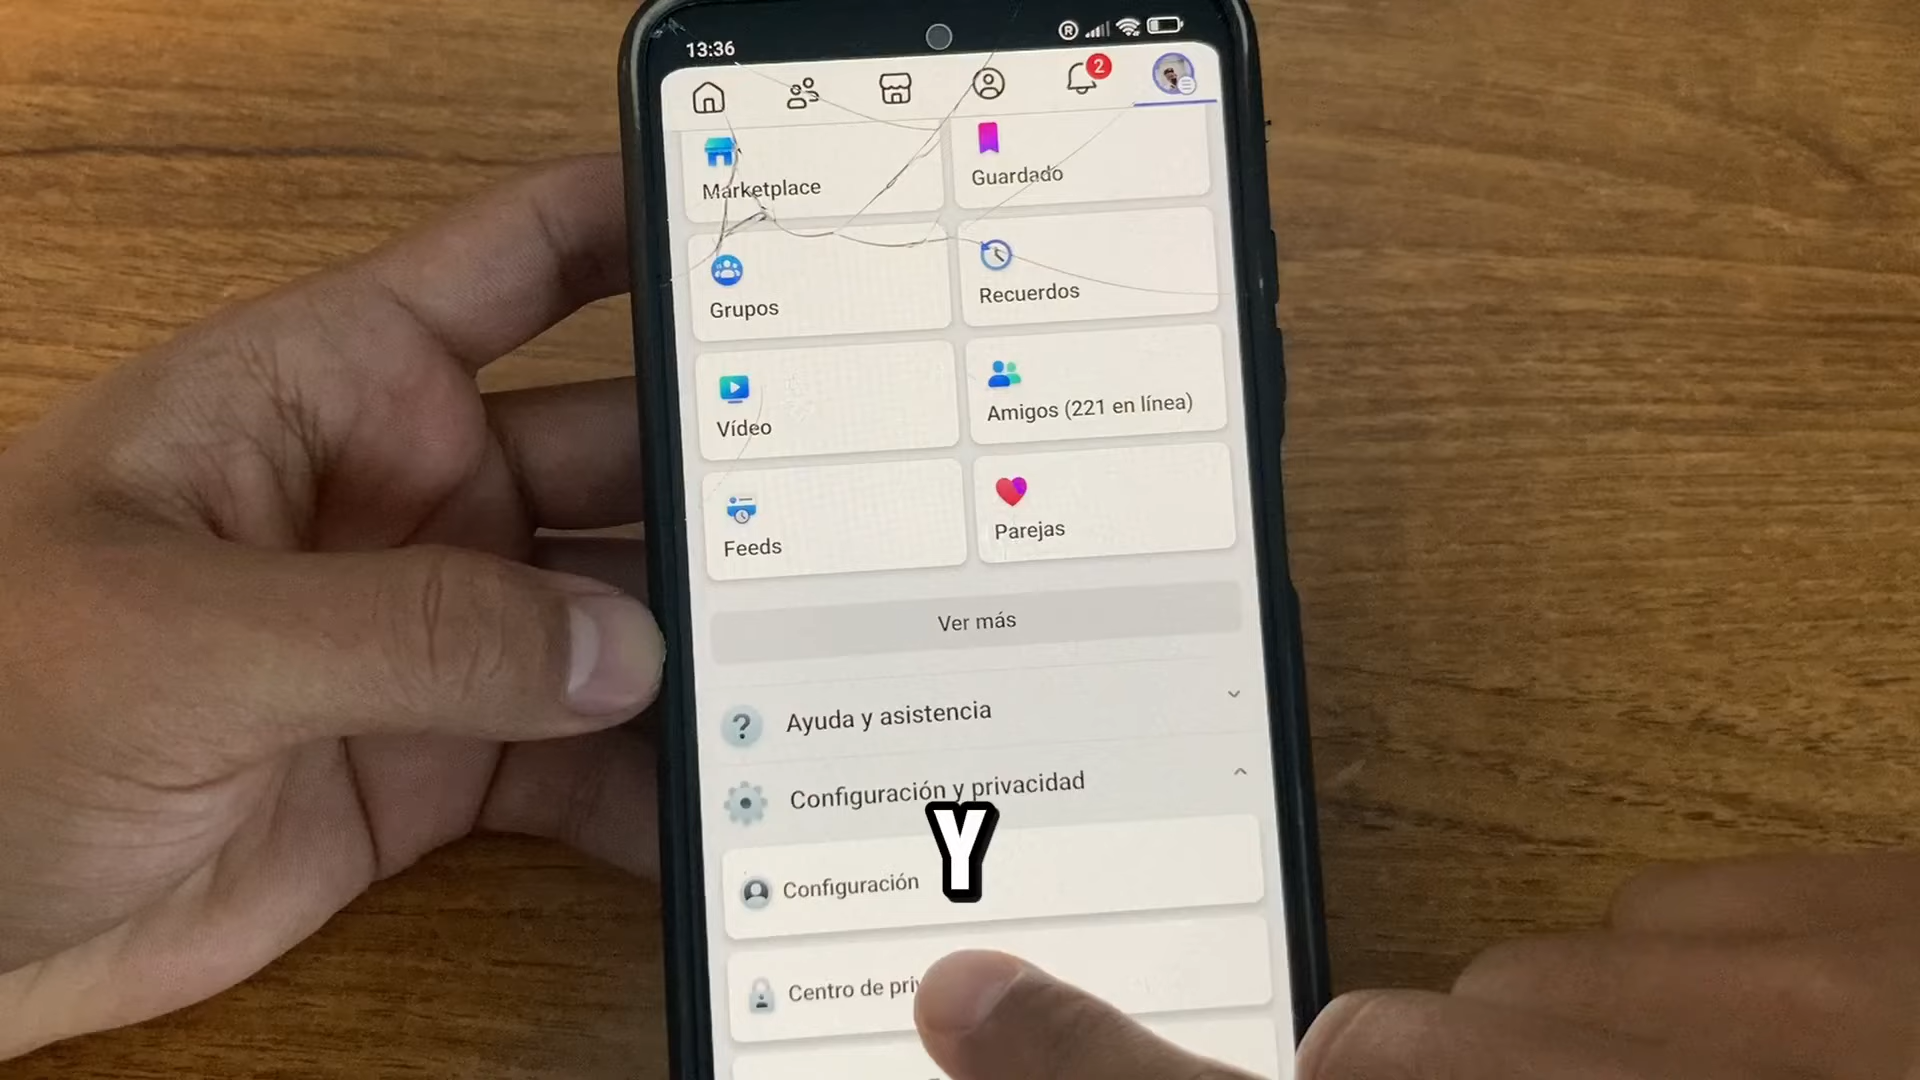 13:36
2
Marketplace
Guardado
Grupos
Recuerdos
Vídeo
Amigos (221 en línea)
Feeds
Parejas
Ver más
Ayuda y asistencia
Configuración y privacidad
Y
Configuración
Centro de